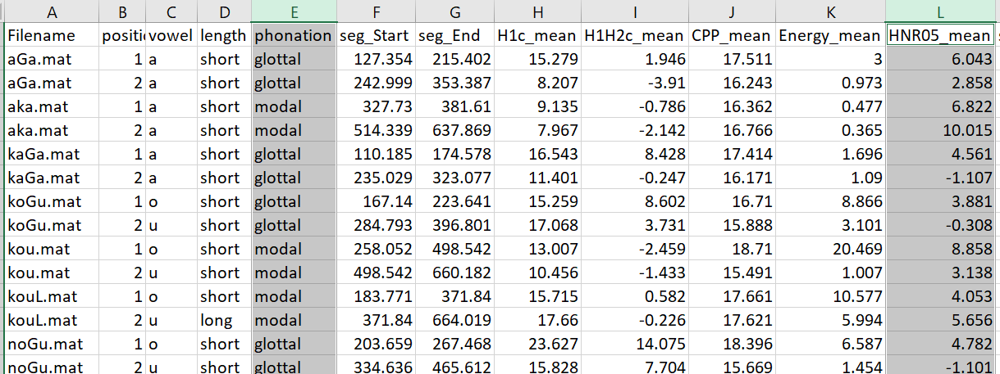 A B C D E F G H I J K L
Filename positi vowel length phonation seg_Start seg_End H1c_mean H1H2c_mean CPP_mean Energy_mean HNR05_mean
aGa.mat 1 a short glottal 127.354 215.402 15.279 1.946 17.511 3 6.043
aGa.mat 2 a short glottal 242.999 353.387 8.207 -3.91 16.243 0.973 2.858
aka.mat 1 a short modal 327.73 381.61 9.135 -0.786 16.362 0.477 6.822
aka.mat 2 a short modal 514.339 637.869 7.967 -2.142 16.766 0.365 10.015
kaGa.mat 1 a short glottal 110.185 174.578 16.543 8.428 17.414 1.696 4.561
kaGa.mat 2 a short glottal 235.029 323.077 11.401 -0.247 16.171 1.09 -1.107
koGu.mat 1 o short glottal 167.14 223.641 15.259 8.602 16.71 8.866 3.881
koGu.mat 2 u short glottal 284.793 396.801 17.068 3.731 15.888 3.101 -0.308
kou.mat 1 o short modal 258.052 498.542 13.007 -2.459 18.71 20.469 8.858
kou.mat 2 u short modal 498.542 660.182 10.456 -1.433 15.491 1.007 3.138
kouL.mat 1 o short modal 183.771 371.84 15.715 0.582 17.661 10.577 4.053
kouL.mat 2 u long modal 371.84 664.019 17.66 -0.226 17.621 5.994 5.656
noGu.mat 1 o short glottal 203.659 267.468 23.627 14.075 18.396 6.587 4.782
noGu.mat 2 u short glottal 334.636 465.612 15.828 7.704 15.669 1.454 -1.101